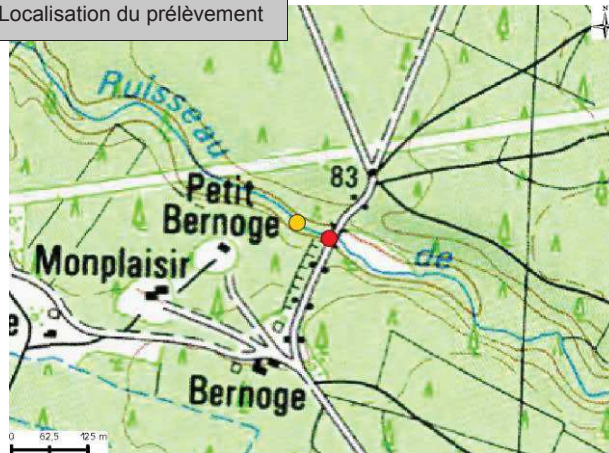 Localisation du prélèvement
N
Ruisseau
83
Petit
Bernoge
de
Monplaisir
e
Bernoge
0 62,5 125 m